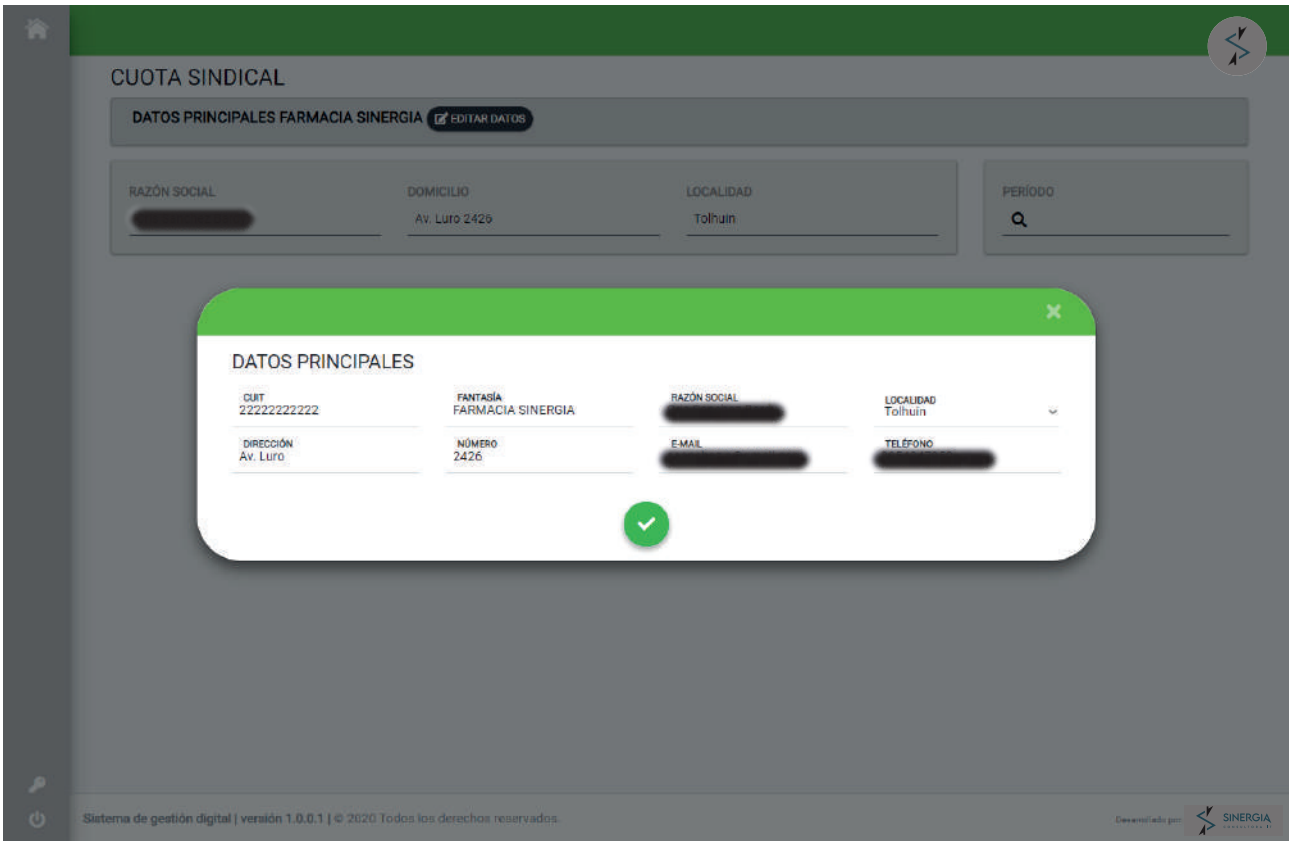 CUOTA SINDICAL
DATOS PRINCIPALES FARMACIA SINERGIA EDITAR DATOS
RAZÓN SOCIAL DOMICILIO LOCALIDAD PERÍODO
Av. Luro 2426 Tolhuin
DATOS PRINCIPALES
CUIT FANTASÍA RAZÓN SOCIAL LOCALIDAD
22222222222 FARMACIA SINERGIA Tolhuin
DIRECCIÓN NÚMERO E-MAIL TELÉFONO
Av. Luro 2426
Sistema de gestión digital | versión 1.0.0.1 | © 2020 Todos los derechos reservados.
Desarrollado por SINERGIA